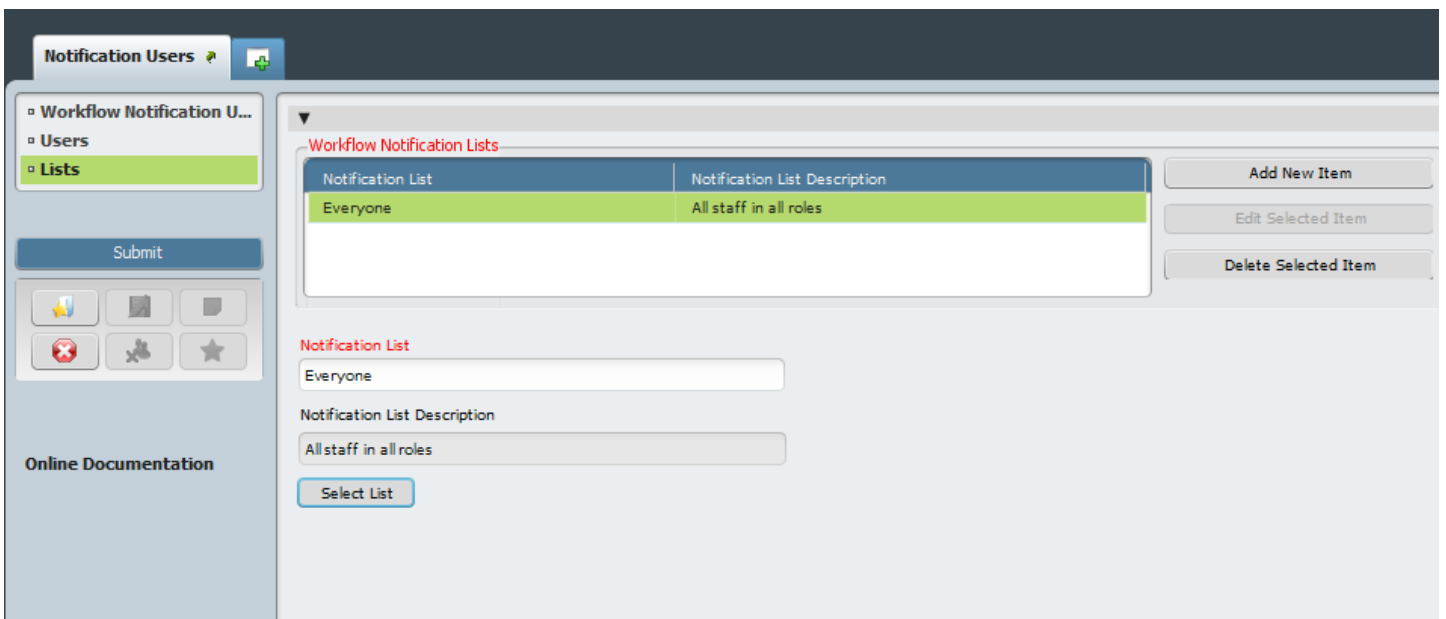 Notification Users
Workflow Notification U...
Users
Lists
Submit
Online Documentation
Workflow Notification Lists
Notification List Notification List Description
Everyone All staff in all roles
Add New Item
Edit Selected Item
Delete Selected Item
Notification List
Everyone
Notification List Description
All staff in all roles
Select List